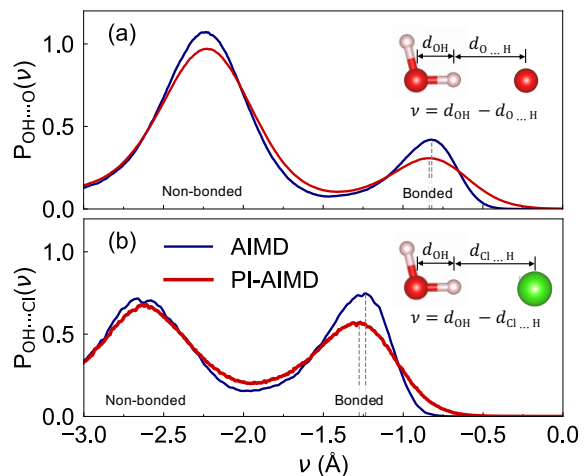 (a)
d_OH
d_O...H
ν = d_OH − d_O...H
P_OH···O(ν)
1.0
0.5
0.0
Non-bonded
Bonded
(b)
AIMD
PI-AIMD
d_OH
d_Cl...H
ν = d_OH − d_Cl...H
P_OH···Cl(ν)
1.0
0.5
0.0
Non-bonded
Bonded
−3.0 −2.5 −2.0 −1.5 −1.0 −0.5 0.0
ν (Å)